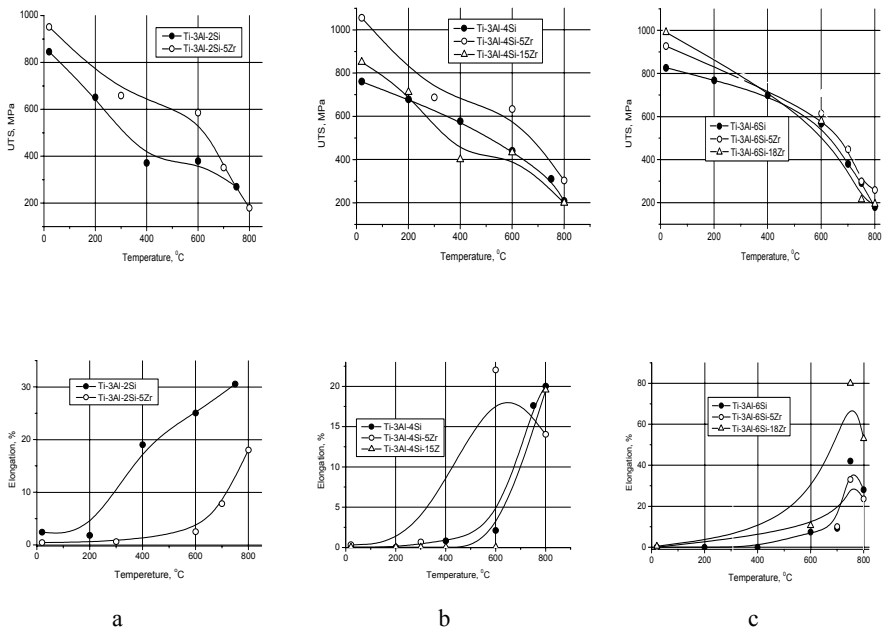 1000
800
600
400
200
UTS, MPa
0 200 400 600 800
Temperature, °C
Ti-3Al-2Si
Ti-3Al-2Si-5Zr
1000
800
600
400
200
UTS, MPa
0 200 400 600 800
Temperature, °C
Ti-3Al-4Si
Ti-3Al-4Si-5Zr
Ti-3Al-4Si-15Zr
1000
800
600
400
200
UTS, MPa
0 200 400 600 800
Temperature, °C
Ti-3Al-6Si
Ti-3Al-6Si-5Zr
Ti-3Al-6Si-18Zr
30
20
10
0
Elongation, %
0 200 400 600 800
Tempereture, °C
Ti-3Al-2Si
Ti-3Al-2Si-5Zr
20
15
10
5
0
Elongation, %
0 200 400 600 800
Temperature, °C
Ti-3Al-4Si
Ti-3Al-4Si-5Zr
Ti-3Al-4Si-15Z
80
60
40
20
0
Elongation, %
0 200 400 600 800
Temperature, °C
Ti-3Al-6Si
Ti-3Al-6Si-5Zr
Ti-3Al-6Si-18Zr
a b c